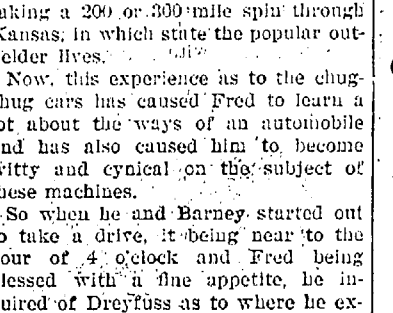 aking a 200 or 300 mile spin through
Kansas, in which state the popular out-
elder lives.
Now, this experience as to the chug-
hug cars has caused Fred to learn a
ot about the ways of an automobile
nd has also caused him to become
itty and cynical on the subject of
hese machines.
So when he and Barney started out
o take a drive, it being near to the
our of 4 o'clock and Fred being
lessed with a fine appetite, he in-
uired of Dreyfuss as to where he ex-